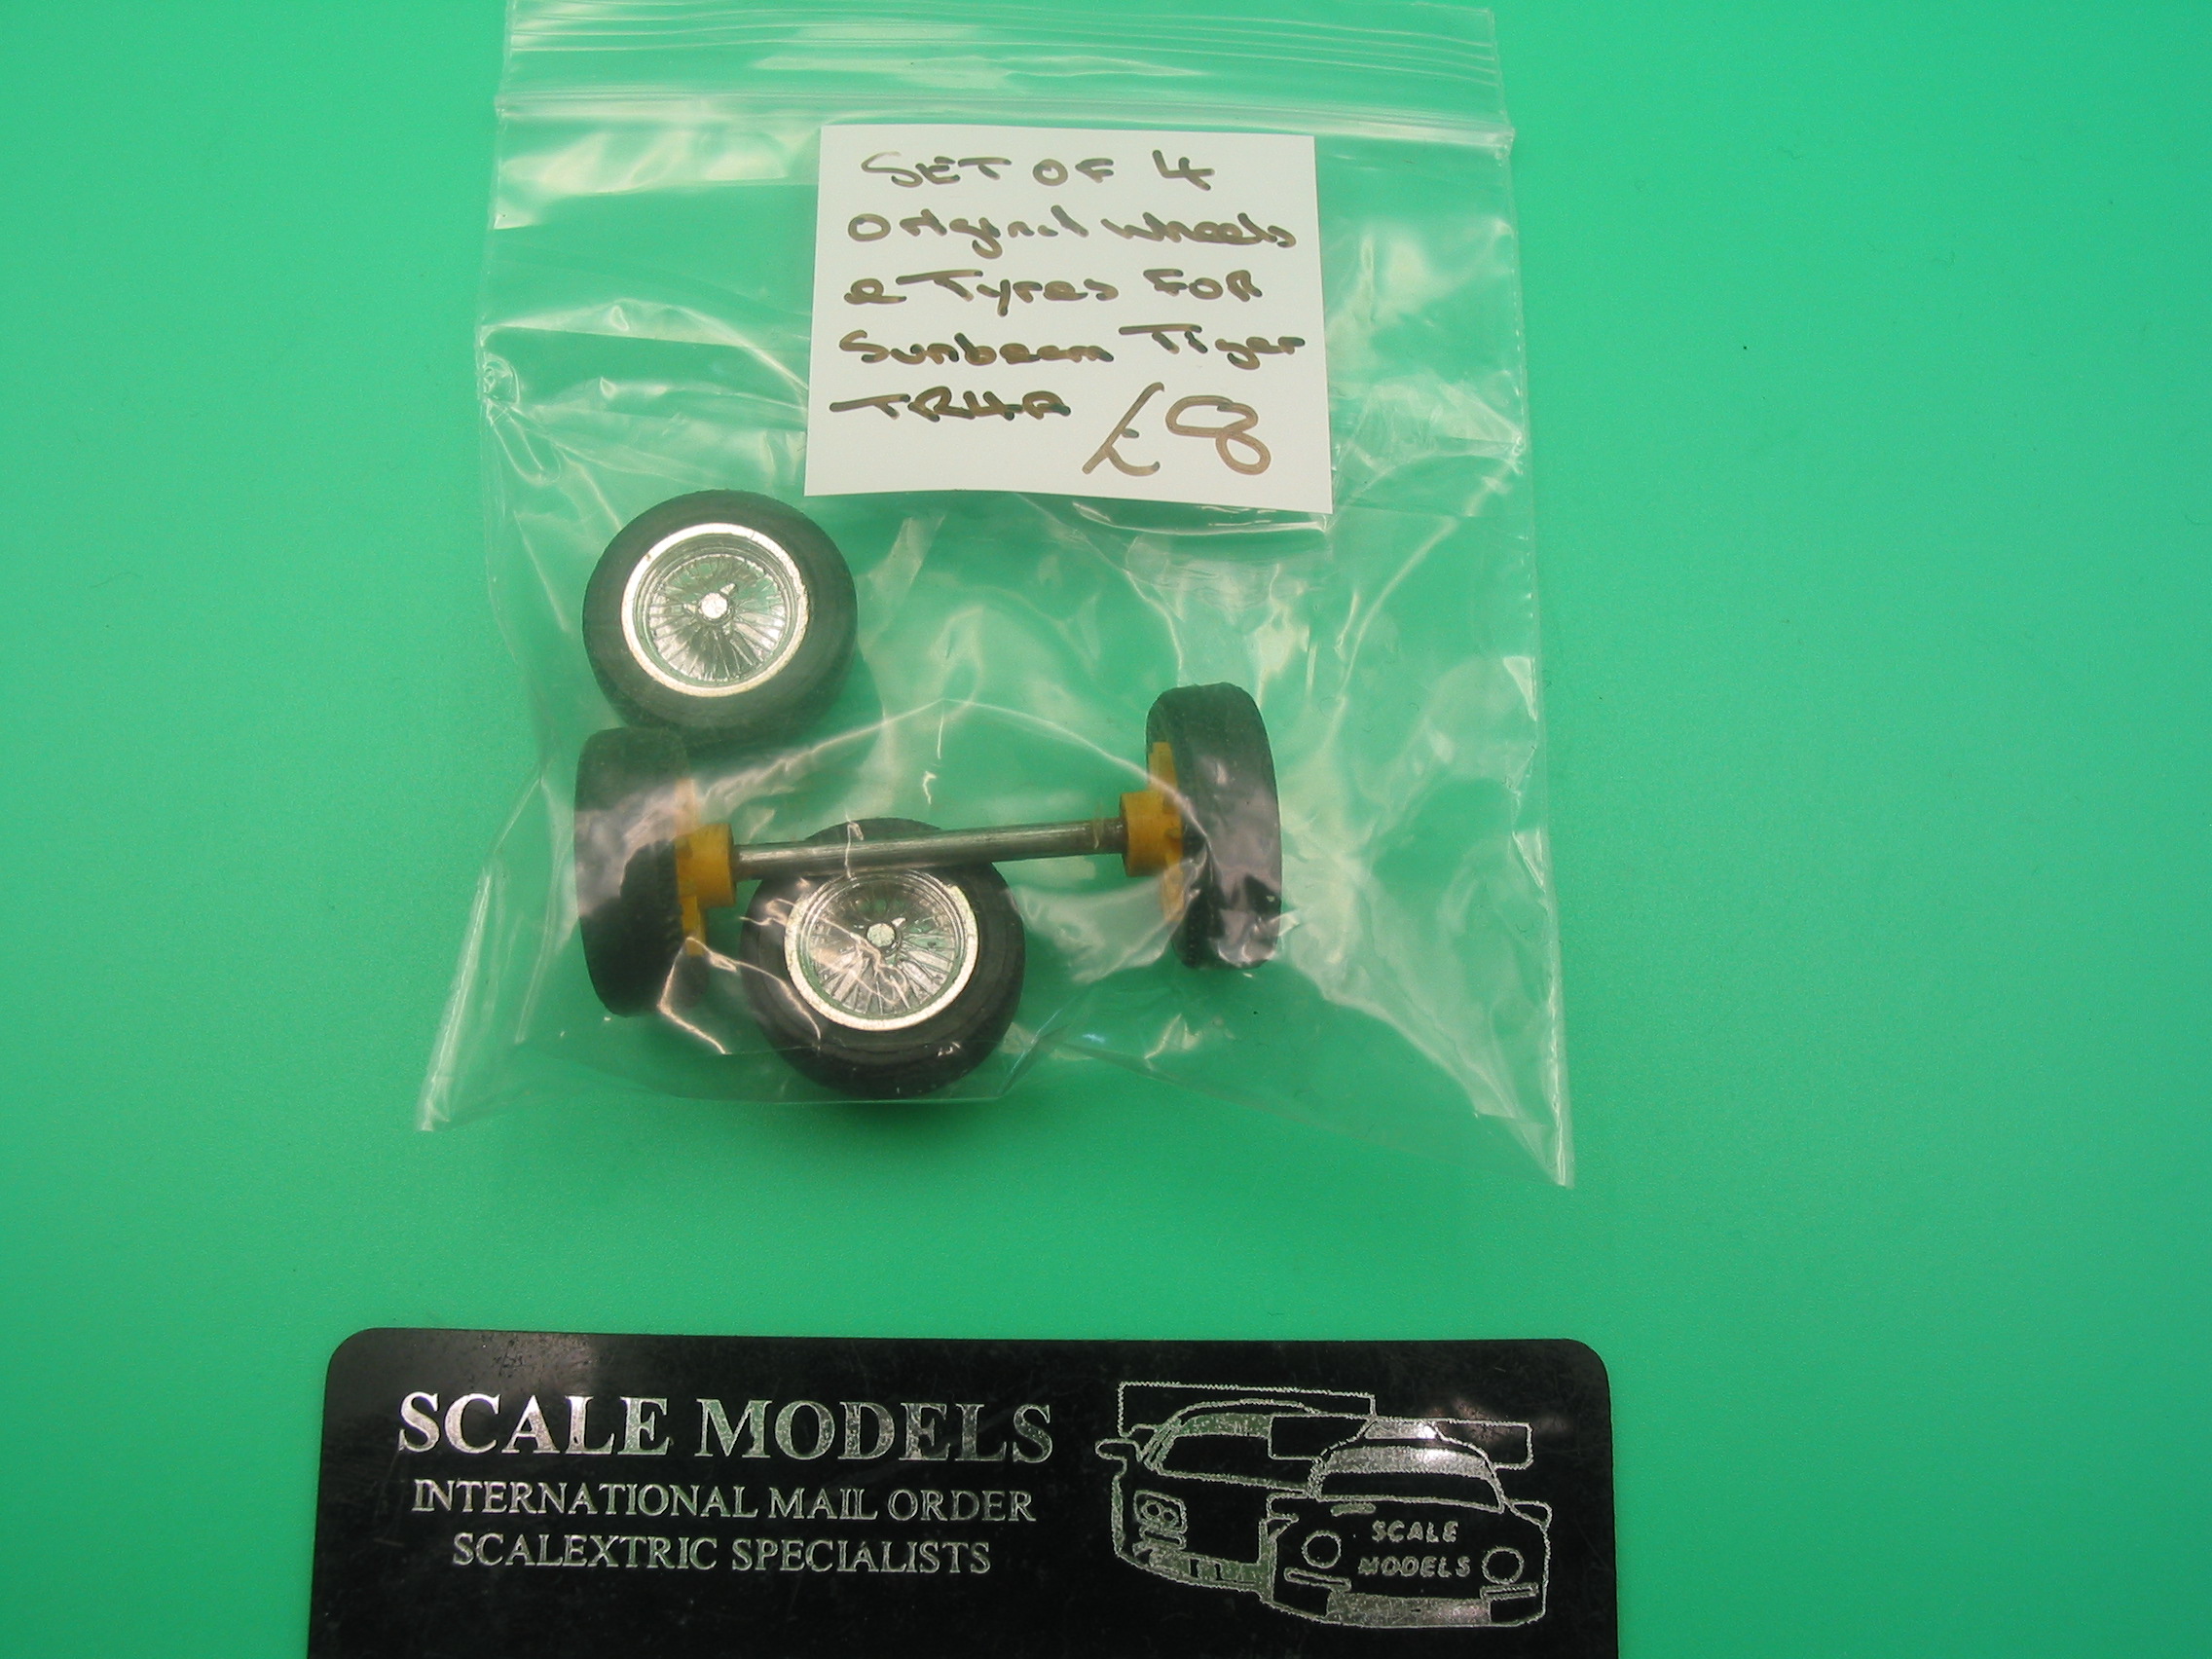 SET OF 4
Original wheels
& Tyres FOR
Sunbeam Tiger
TR4A £8
SCALE MODELS
INTERNATIONAL MAIL ORDER
SCALEXTRIC SPECIALISTS
SCALE
MODELS